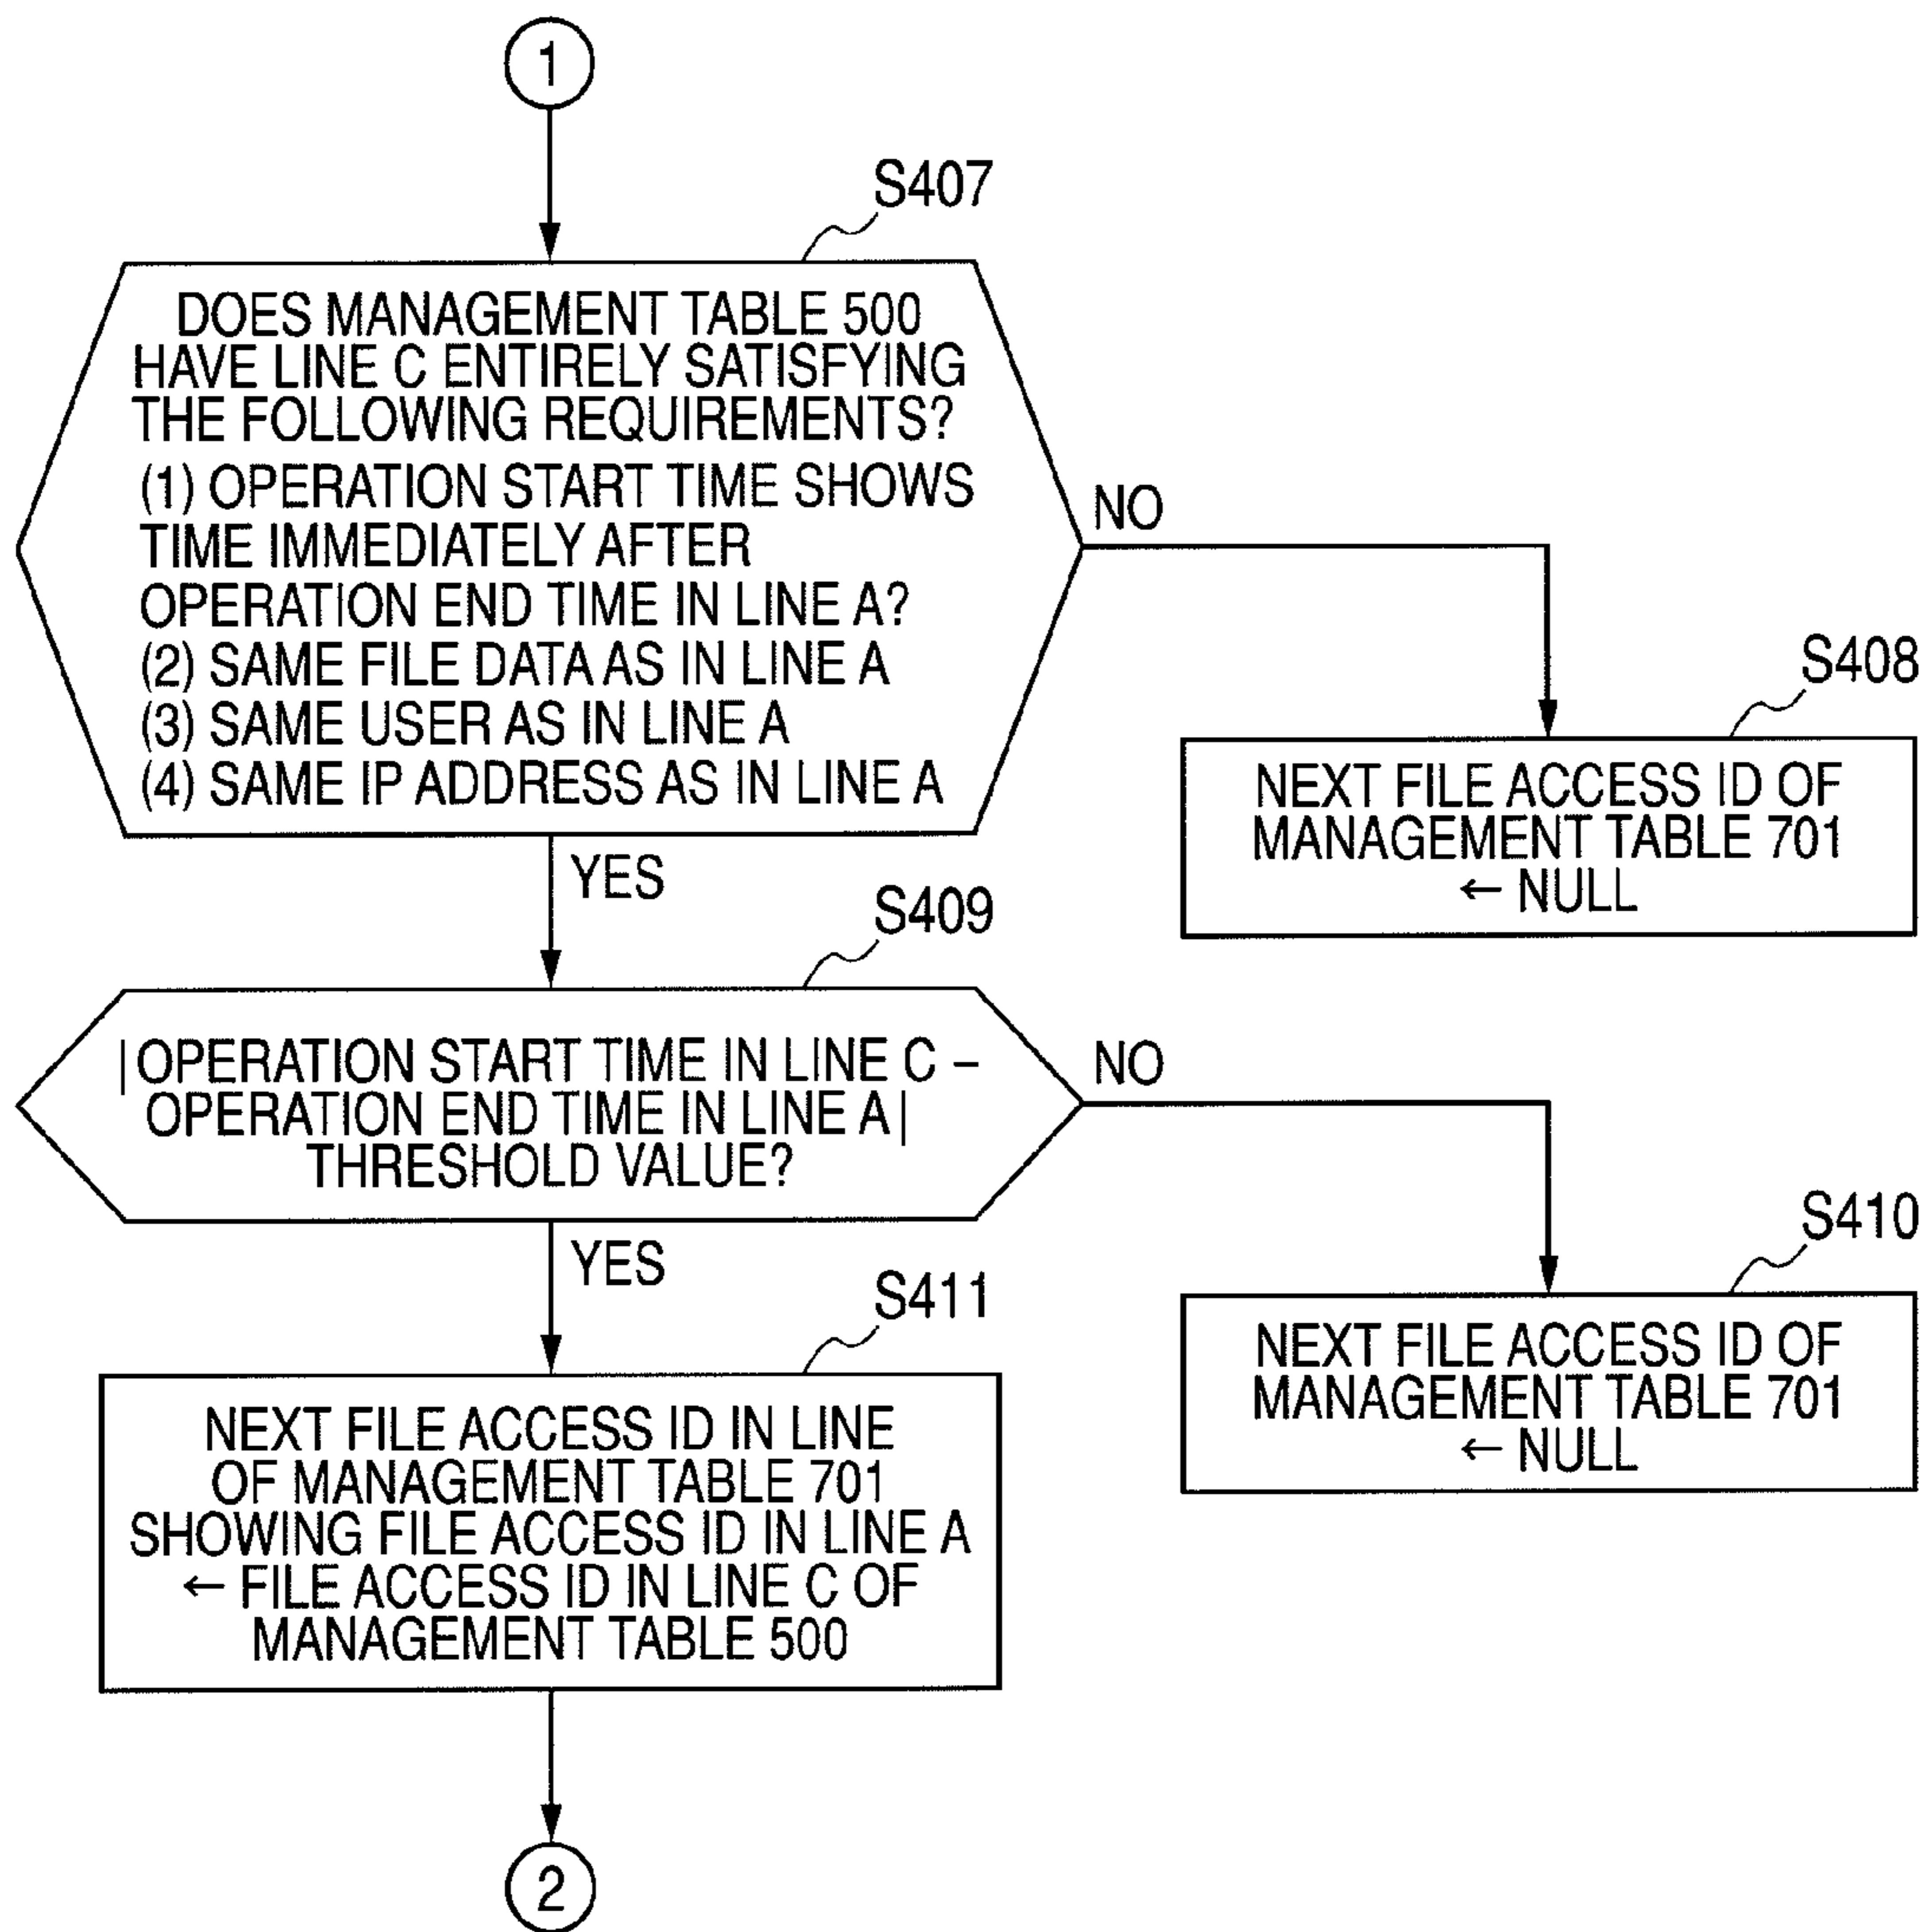 1
S407
DOES MANAGEMENT TABLE 500
HAVE LINE C ENTIRELY SATISFYING
THE FOLLOWING REQUIREMENTS?
(1) OPERATION START TIME SHOWS
TIME IMMEDIATELY AFTER
OPERATION END TIME IN LINE A?
(2) SAME FILE DATA AS IN LINE A
(3) SAME USER AS IN LINE A
(4) SAME IP ADDRESS AS IN LINE A
NO
S408
NEXT FILE ACCESS ID OF
MANAGEMENT TABLE 701
← NULL
YES
S409
| OPERATION START TIME IN LINE C –
OPERATION END TIME IN LINE A |
THRESHOLD VALUE?
NO
S410
NEXT FILE ACCESS ID OF
MANAGEMENT TABLE 701
← NULL
YES
S411
NEXT FILE ACCESS ID IN LINE
OF MANAGEMENT TABLE 701
SHOWING FILE ACCESS ID IN LINE A
← FILE ACCESS ID IN LINE C OF
MANAGEMENT TABLE 500
2